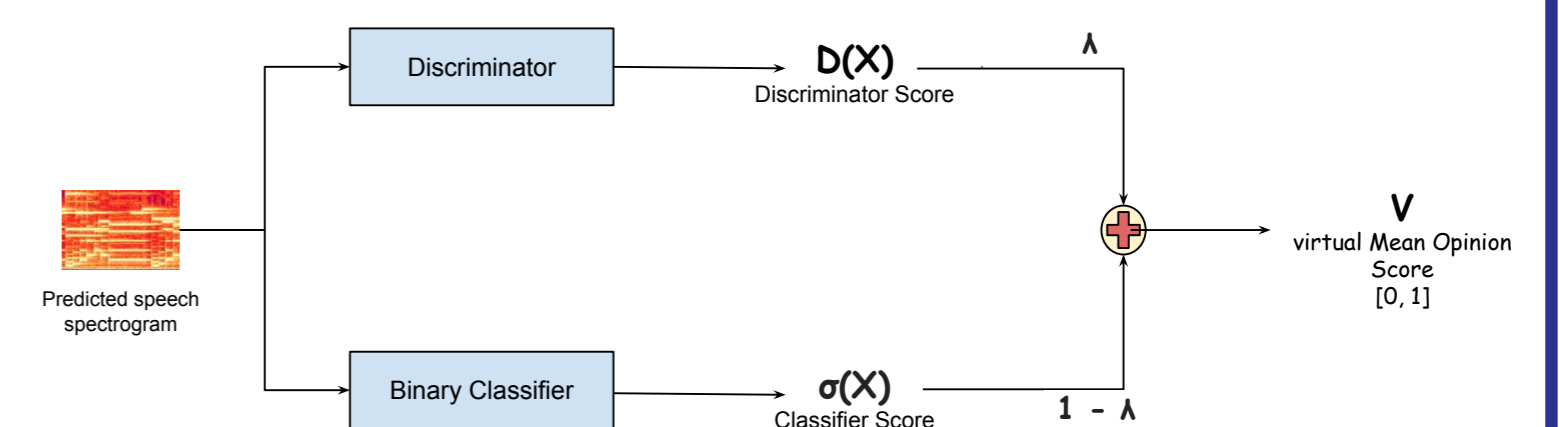 Discriminator
D(X)
Discriminator Score
λ
Predicted speech
spectrogram
V
virtual Mean Opinion
Score
[0, 1]
Binary Classifier
σ(X)
Classifier Score
1 - λ